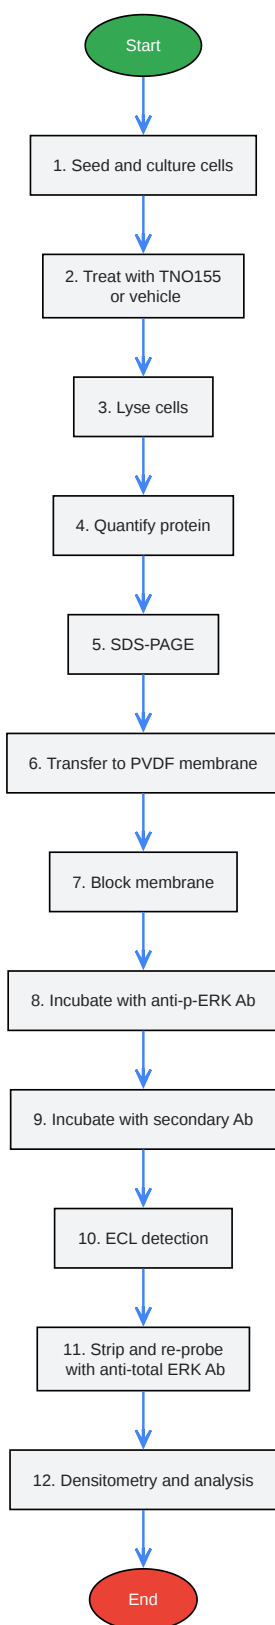 Start
1. Seed and culture cells
2. Treat with TNO155
or vehicle
3. Lyse cells
4. Quantify protein
5. SDS-PAGE
6. Transfer to PVDF membrane
7. Block membrane
8. Incubate with anti-p-ERK Ab
9. Incubate with secondary Ab
10. ECL detection
11. Strip and re-probe
with anti-total ERK Ab
12. Densitometry and analysis
End